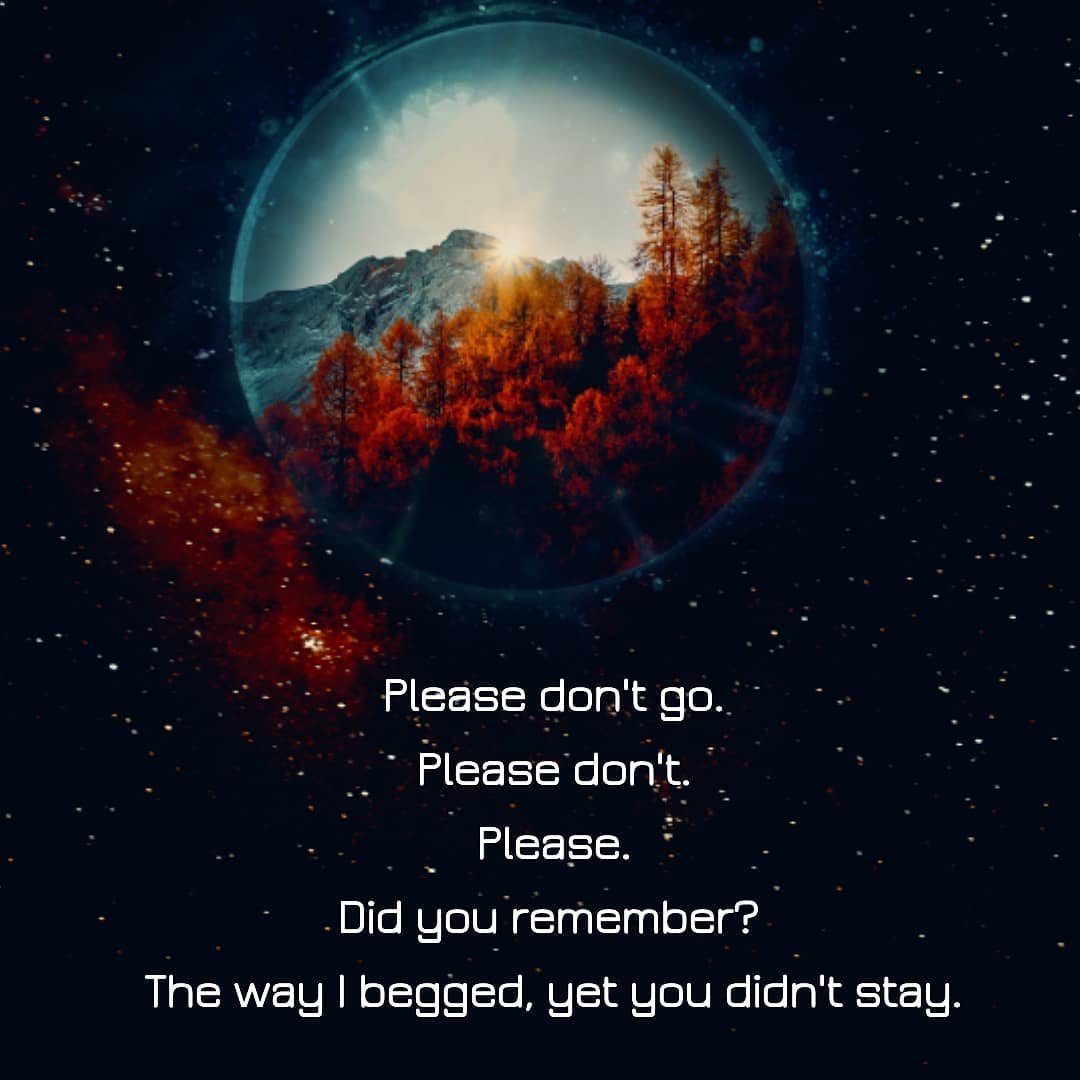 Please don't go.
Please don't.
Please.
Did you remember?
The way I begged, yet you didn't stay.